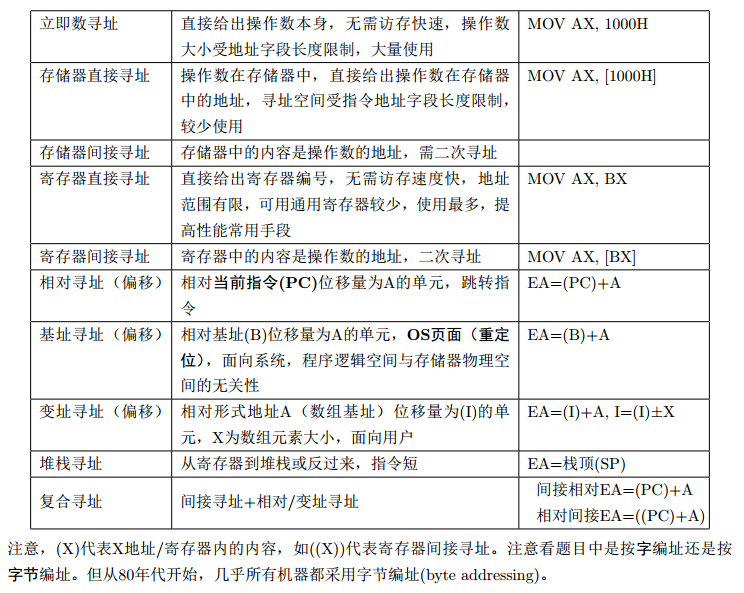 立即数寻址 直接给出操作数本身，无需访存快速，操作数 MOV AX, 1000H
大小受地址字段长度限制，大量使用
存储器直接寻址 操作数在存储器中，直接给出操作数在存储器 MOV AX, [1000H]
中的地址，寻址空间受指令地址字段长度限制，
较少使用
存储器间接寻址 存储器中的内容是操作数的地址，需二次寻址
寄存器直接寻址 直接给出寄存器编号，无需访存速度快，地址 MOV AX, BX
范围有限，可用通用寄存器较少，使用最多，提
高性能常用手段
寄存器间接寻址 寄存器中的内容是操作数的地址，二次寻址 MOV AX, [BX]
相对寻址（偏移） 相对当前指令(PC)位移量为A的单元，跳转指 EA=(PC)+A
令
基址寻址（偏移） 相对基址(B)位移量为A的单元，OS页面（重定 EA=(B)+A
位），面向系统，程序逻辑空间与存储器物理空
间的无关性
变址寻址（偏移） 相对形式地址A（数组基址）位移量为(I)的单 EA=(I)+A, I=(I)±X
元，X为数组元素大小，面向用户
堆栈寻址 从寄存器到堆栈或反过来，指令短 EA=栈顶(SP)
复合寻址 间接寻址+相对/变址寻址 间接相对EA=(PC)+A
相对间接EA=((PC)+A)
注意，(X)代表X地址/寄存器内的内容，如((X))代表寄存器间接寻址。注意看题目中是按字编址还是按
字节编址。但从80年代开始，几乎所有机器都采用字节编址(byte addressing)。